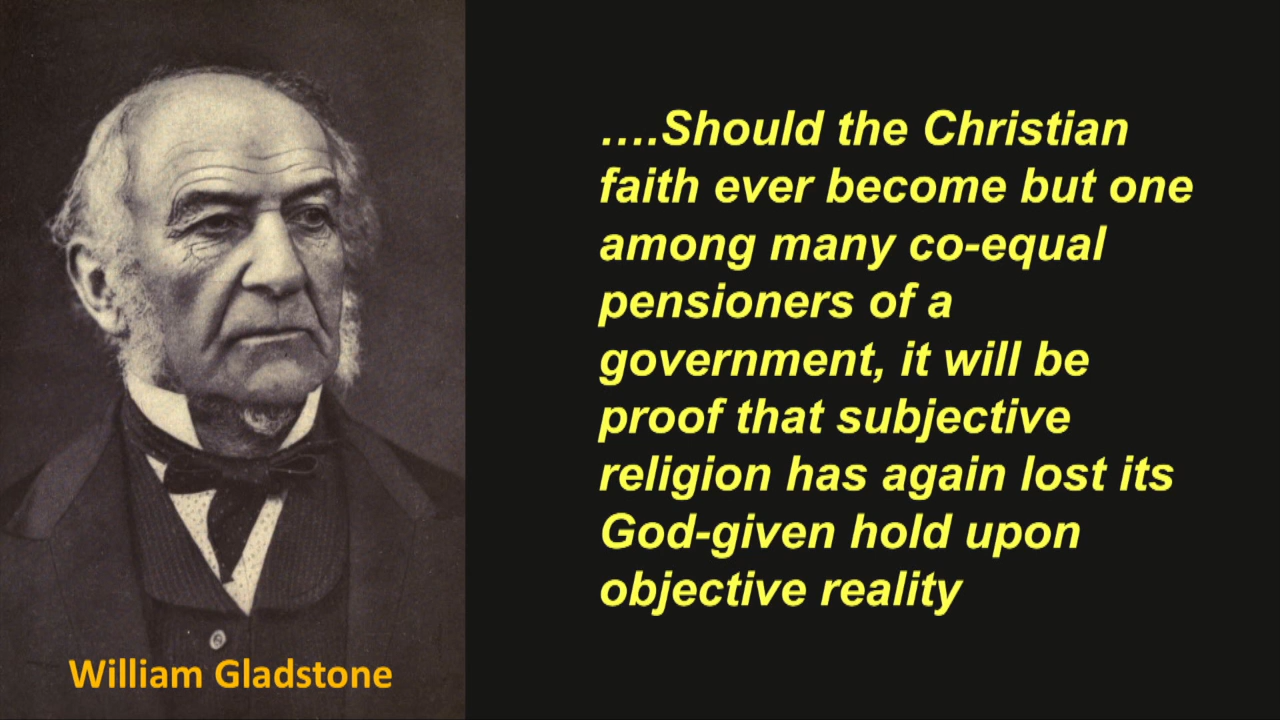 ….Should the Christian
faith ever become but one
among many co-equal
pensioners of a
government, it will be
proof that subjective
religion has again lost its
God-given hold upon
objective reality
William Gladstone